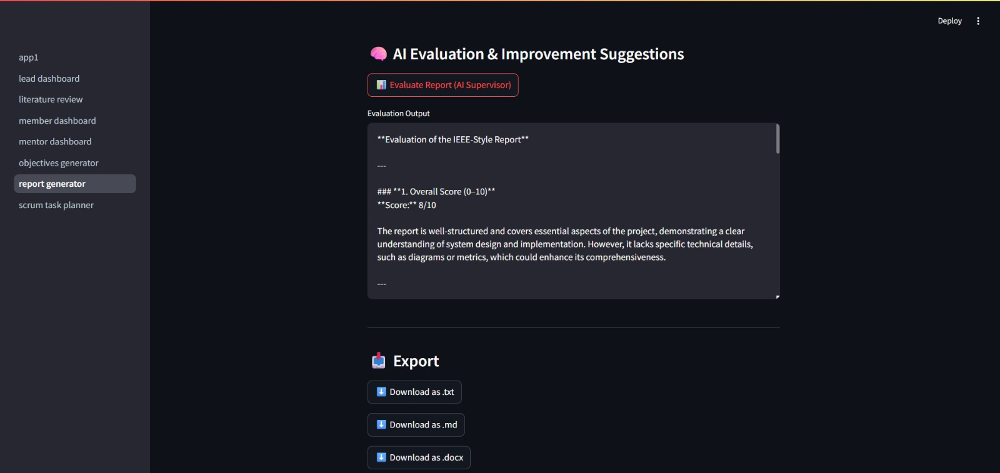 Deploy
app1
lead dashboard
literature review
member dashboard
mentor dashboard
objectives generator
report generator
scrum task planner
AI Evaluation & Improvement Suggestions
Evaluate Report (AI Supervisor)
Evaluation Output
**Evaluation of the IEEE-Style Report**
---
### **1. Overall Score (0–10)**
**Score:** 8/10
The report is well-structured and covers essential aspects of the project, demonstrating a clear
understanding of system design and implementation. However, it lacks specific technical details,
such as diagrams or metrics, which could enhance its comprehensiveness.
---
Export
Download as .txt
Download as .md
Download as .docx